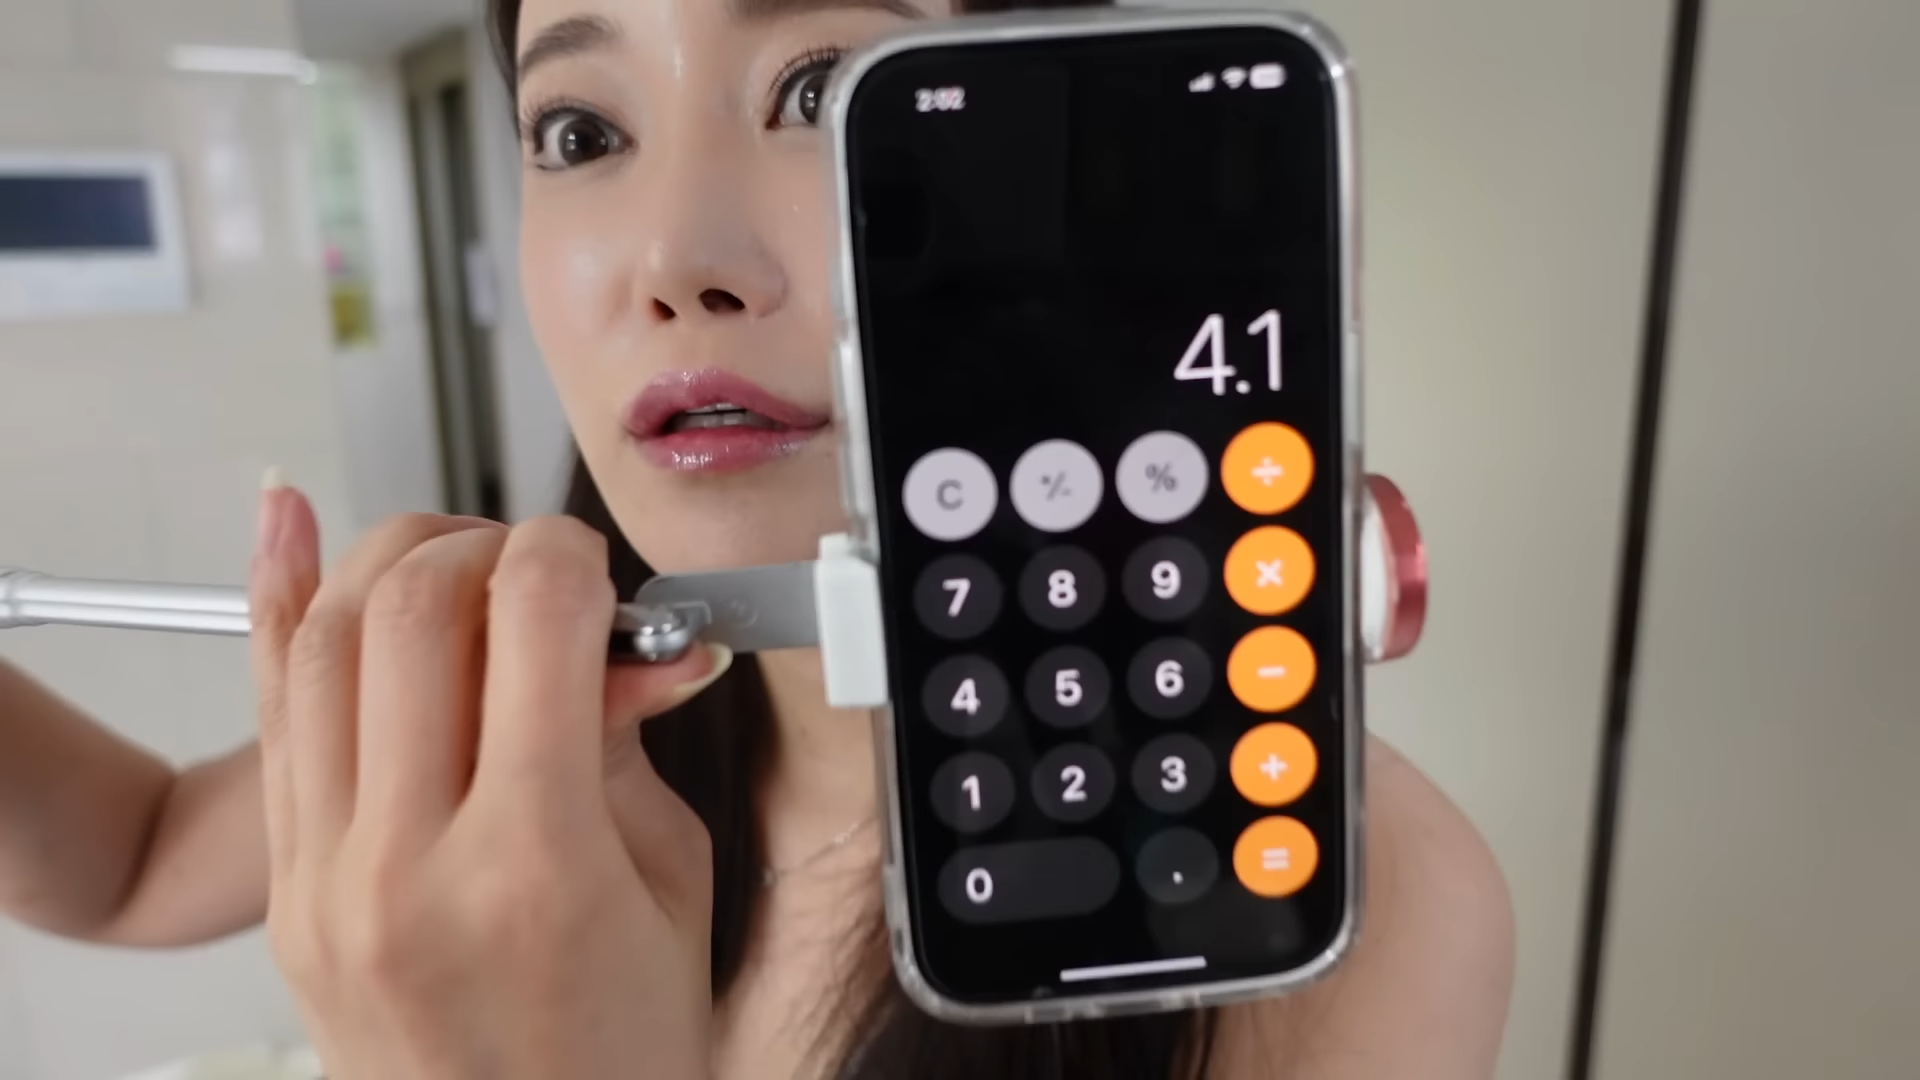 2:02
4.1
C ⁺∕₋ % ÷
7 8 9 ×
4 5 6 −
1 2 3 +
0 . =